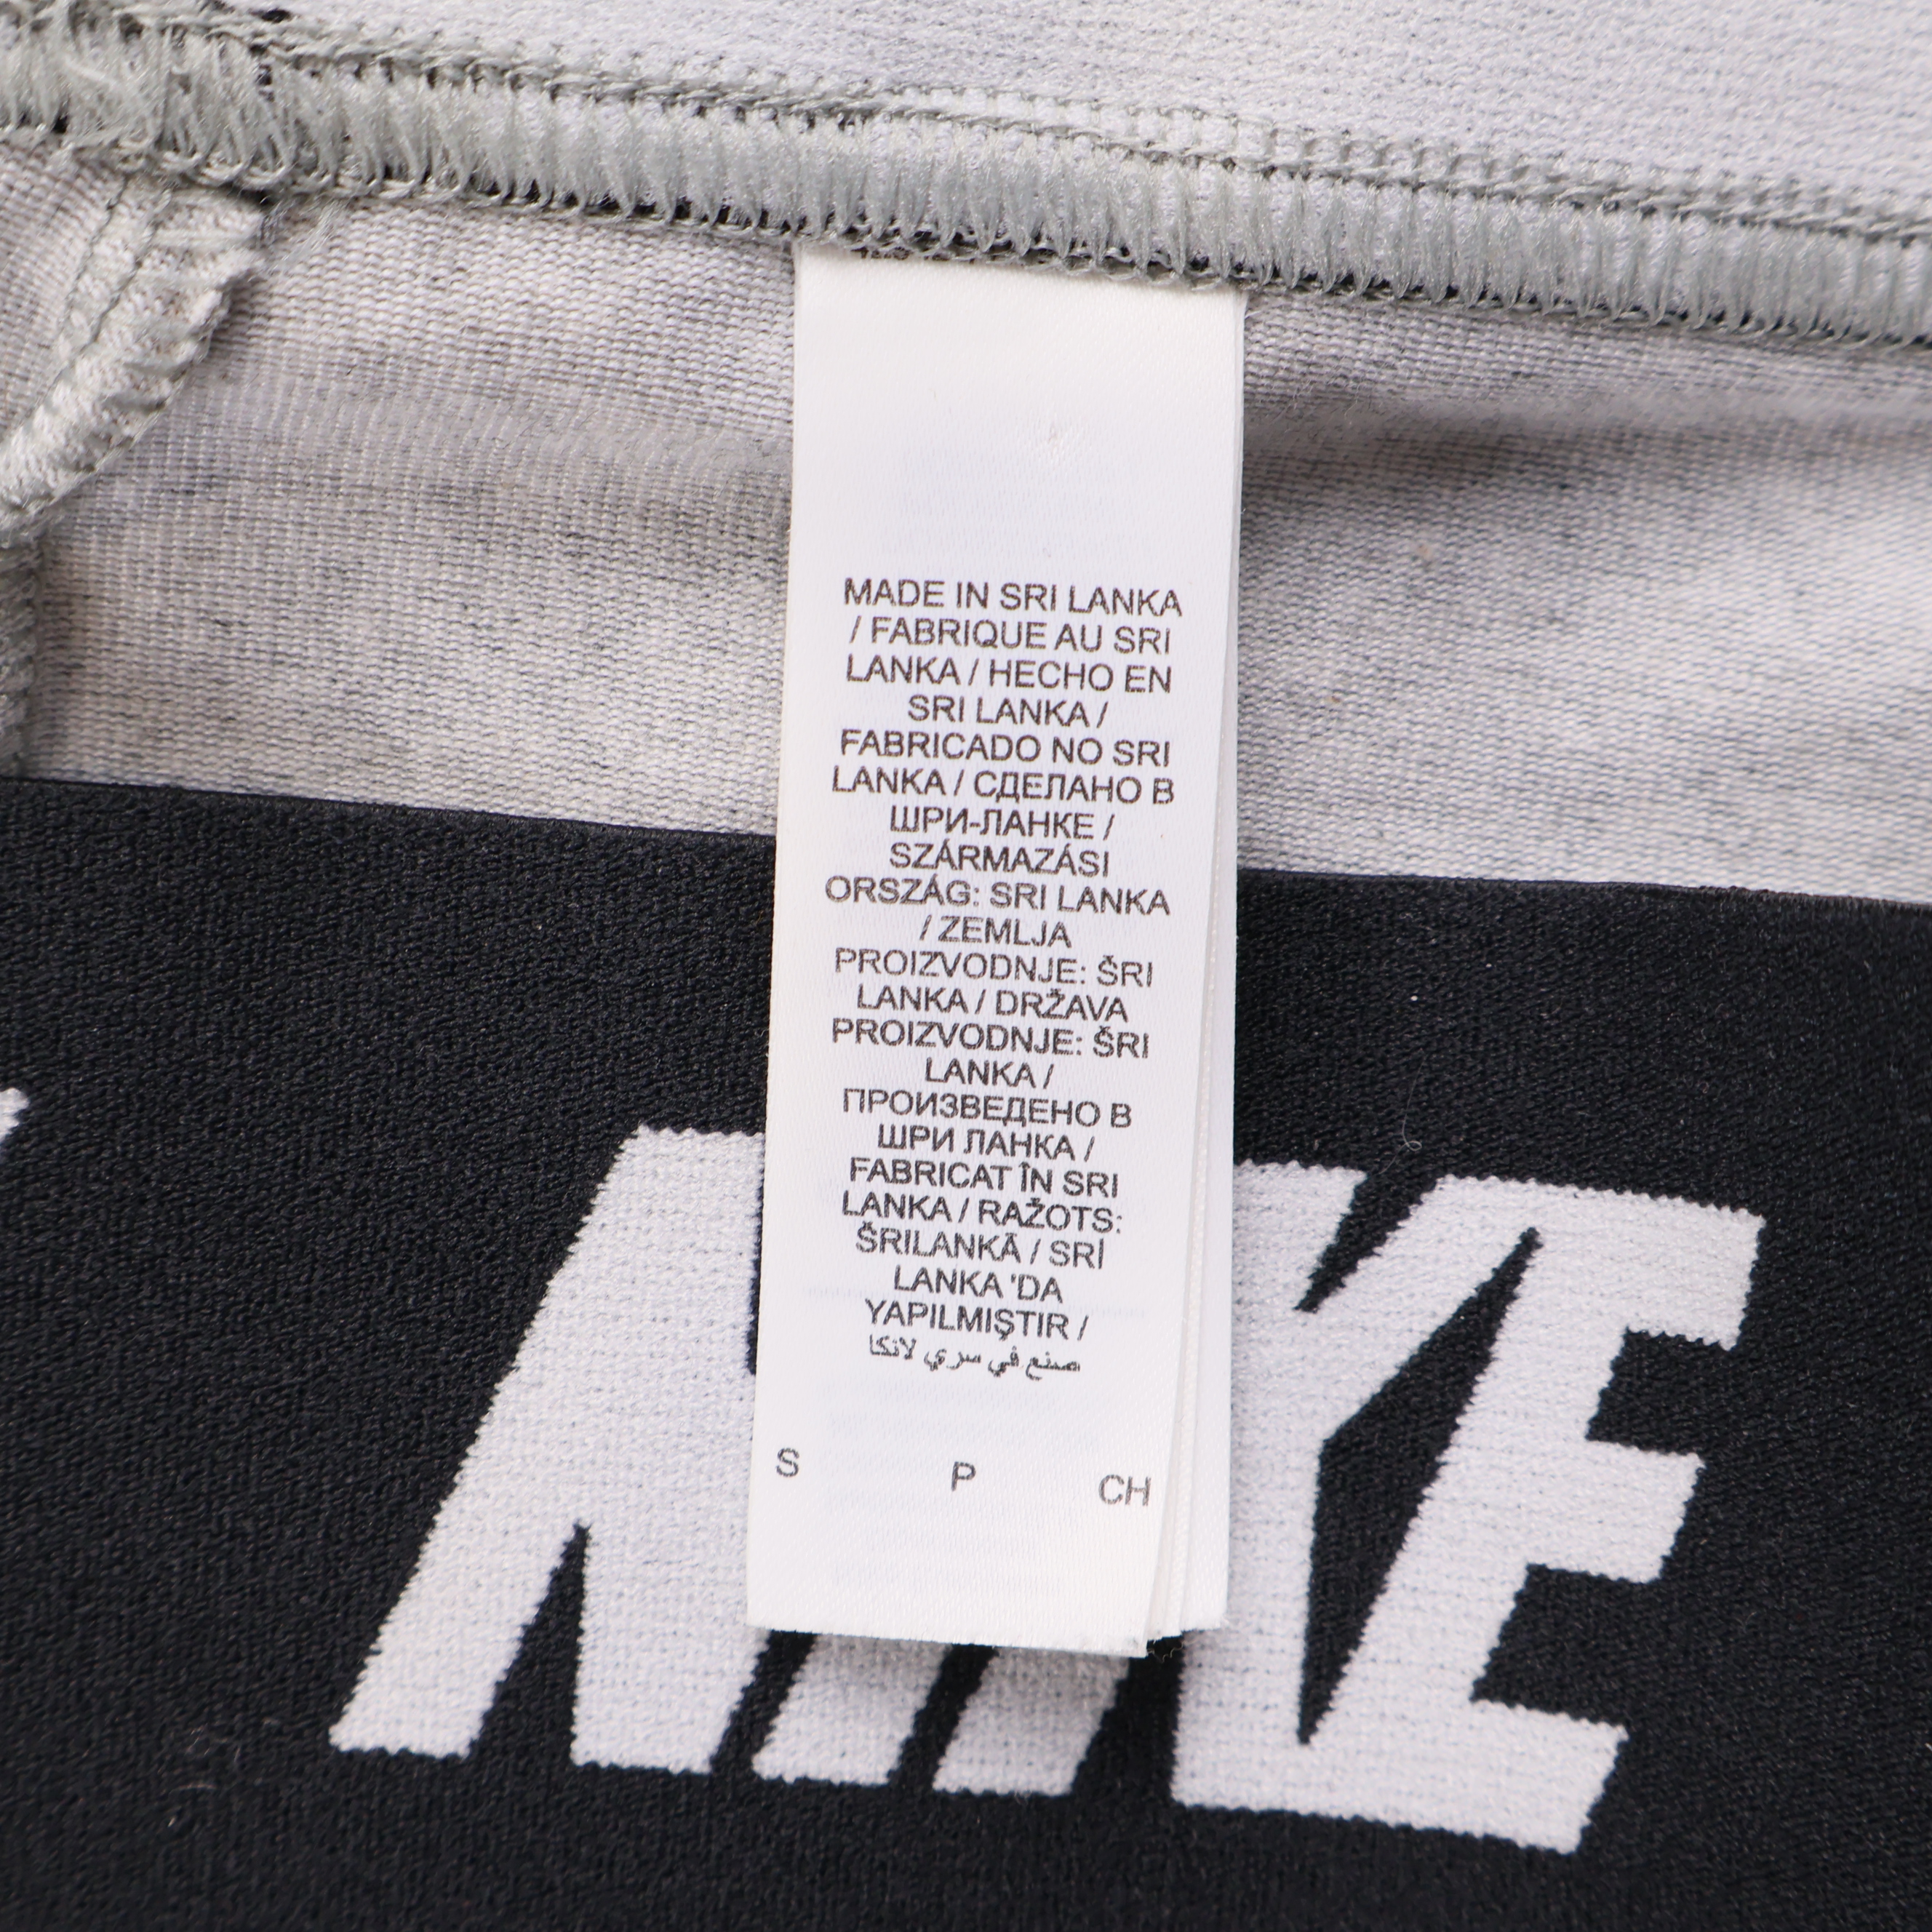 MADE IN SRI LANKA
/ FABRIQUE AU SRI
LANKA / HECHO EN
SRI LANKA /
FABRICADO NO SRI
LANKA / СДЕЛАНО В
ШРИ-ЛАНКЕ /
SZÁRMAZÁSI
ORSZÁG: SRI LANKA
/ ZEMLJA
PROIZVODNJE: ŠRI
LANKA / DRŽAVA
PROIZVODNJE: ŠRI
LANKA /
ПРОИЗВЕДЕНО В
ШРИ ЛАНКА /
FABRICAT ÎN SRI
LANKA / RAŽOTS:
ŠRILANKĀ / SRİ
LANKA 'DA
YAPILMIŞTIR /
صنع في سري لانكا
S P CH
NIKE